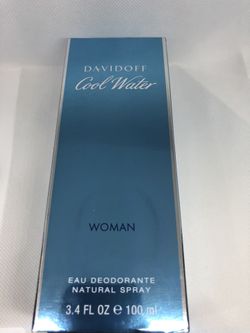 DAVIDOFF
Cool Water
WOMAN
EAU DEODORANTE
NATURAL SPRAY
3.4 FL OZ ℮ 100 ml